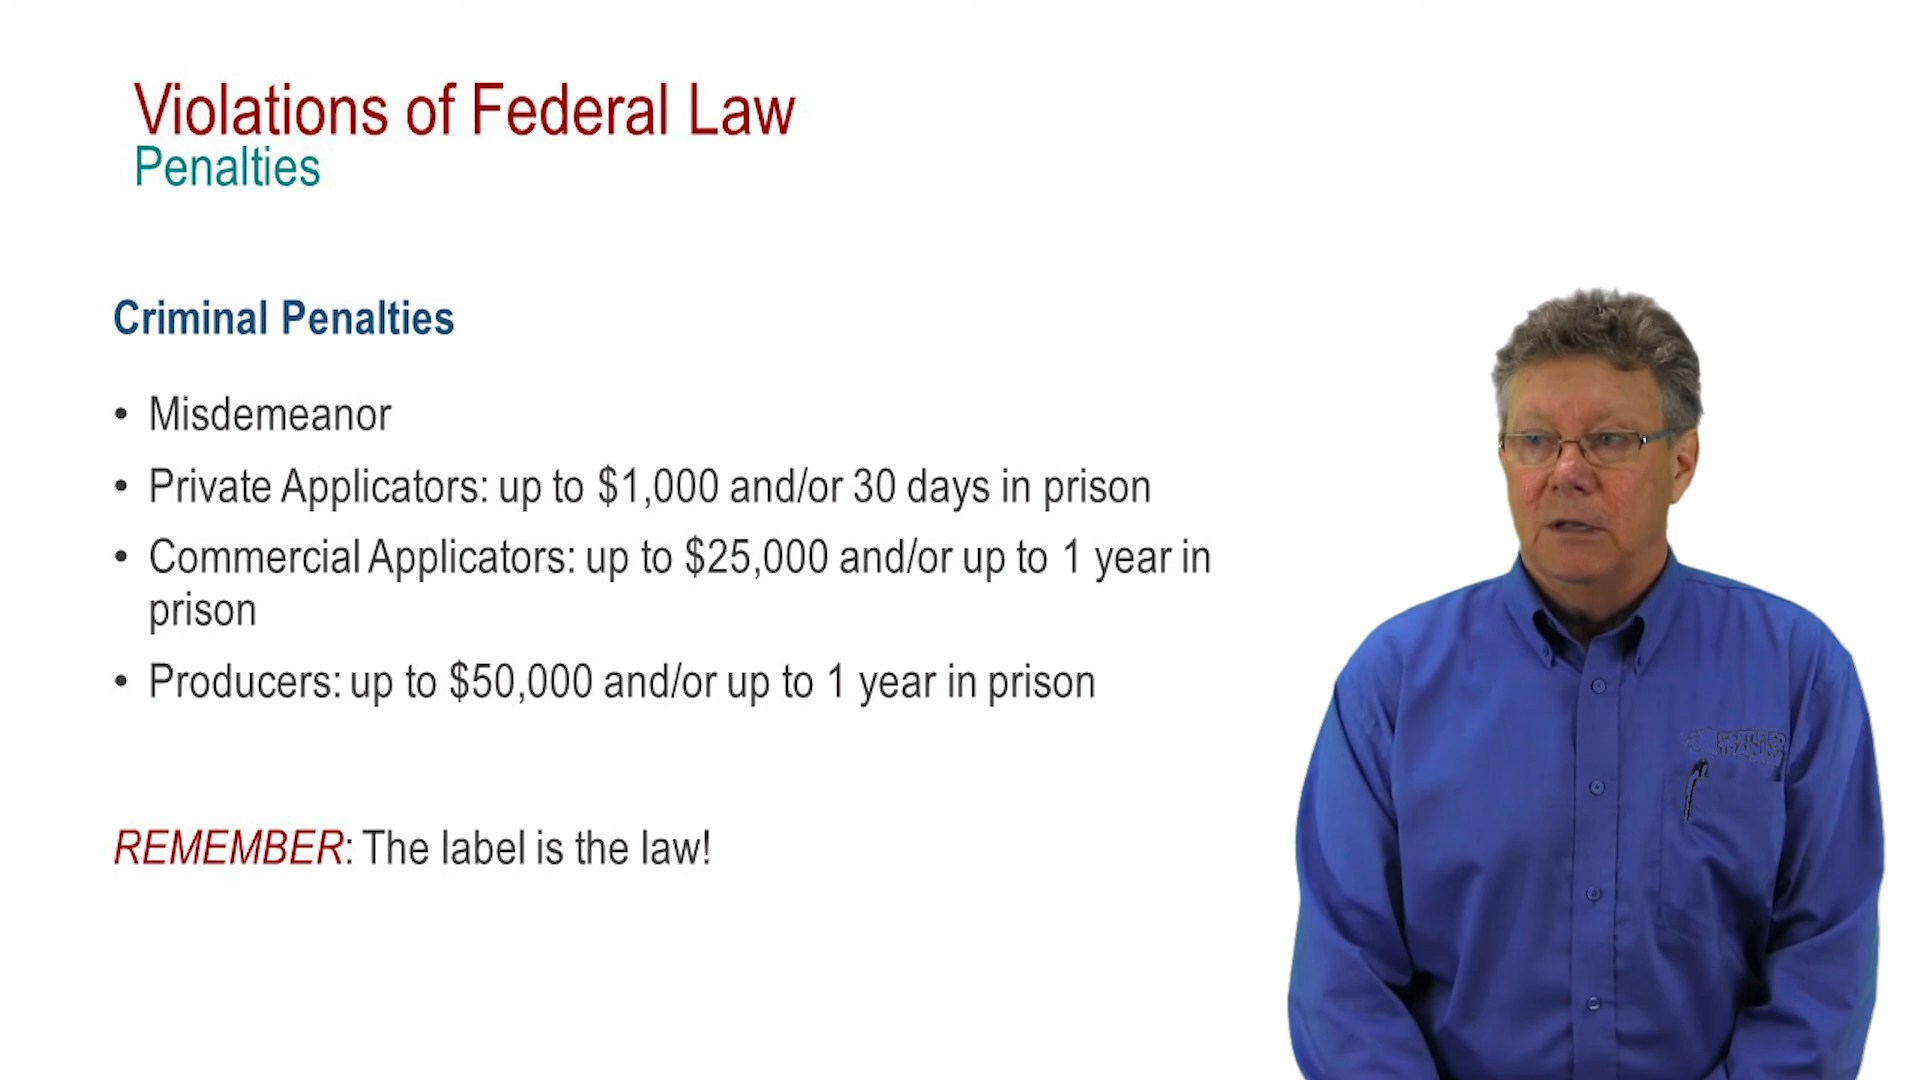 Violations of Federal Law
Penalties
Criminal Penalties
• Misdemeanor
• Private Applicators: up to $1,000 and/or 30 days in prison
• Commercial Applicators: up to $25,000 and/or up to 1 year in
prison
• Producers: up to $50,000 and/or up to 1 year in prison
REMEMBER: The label is the law!